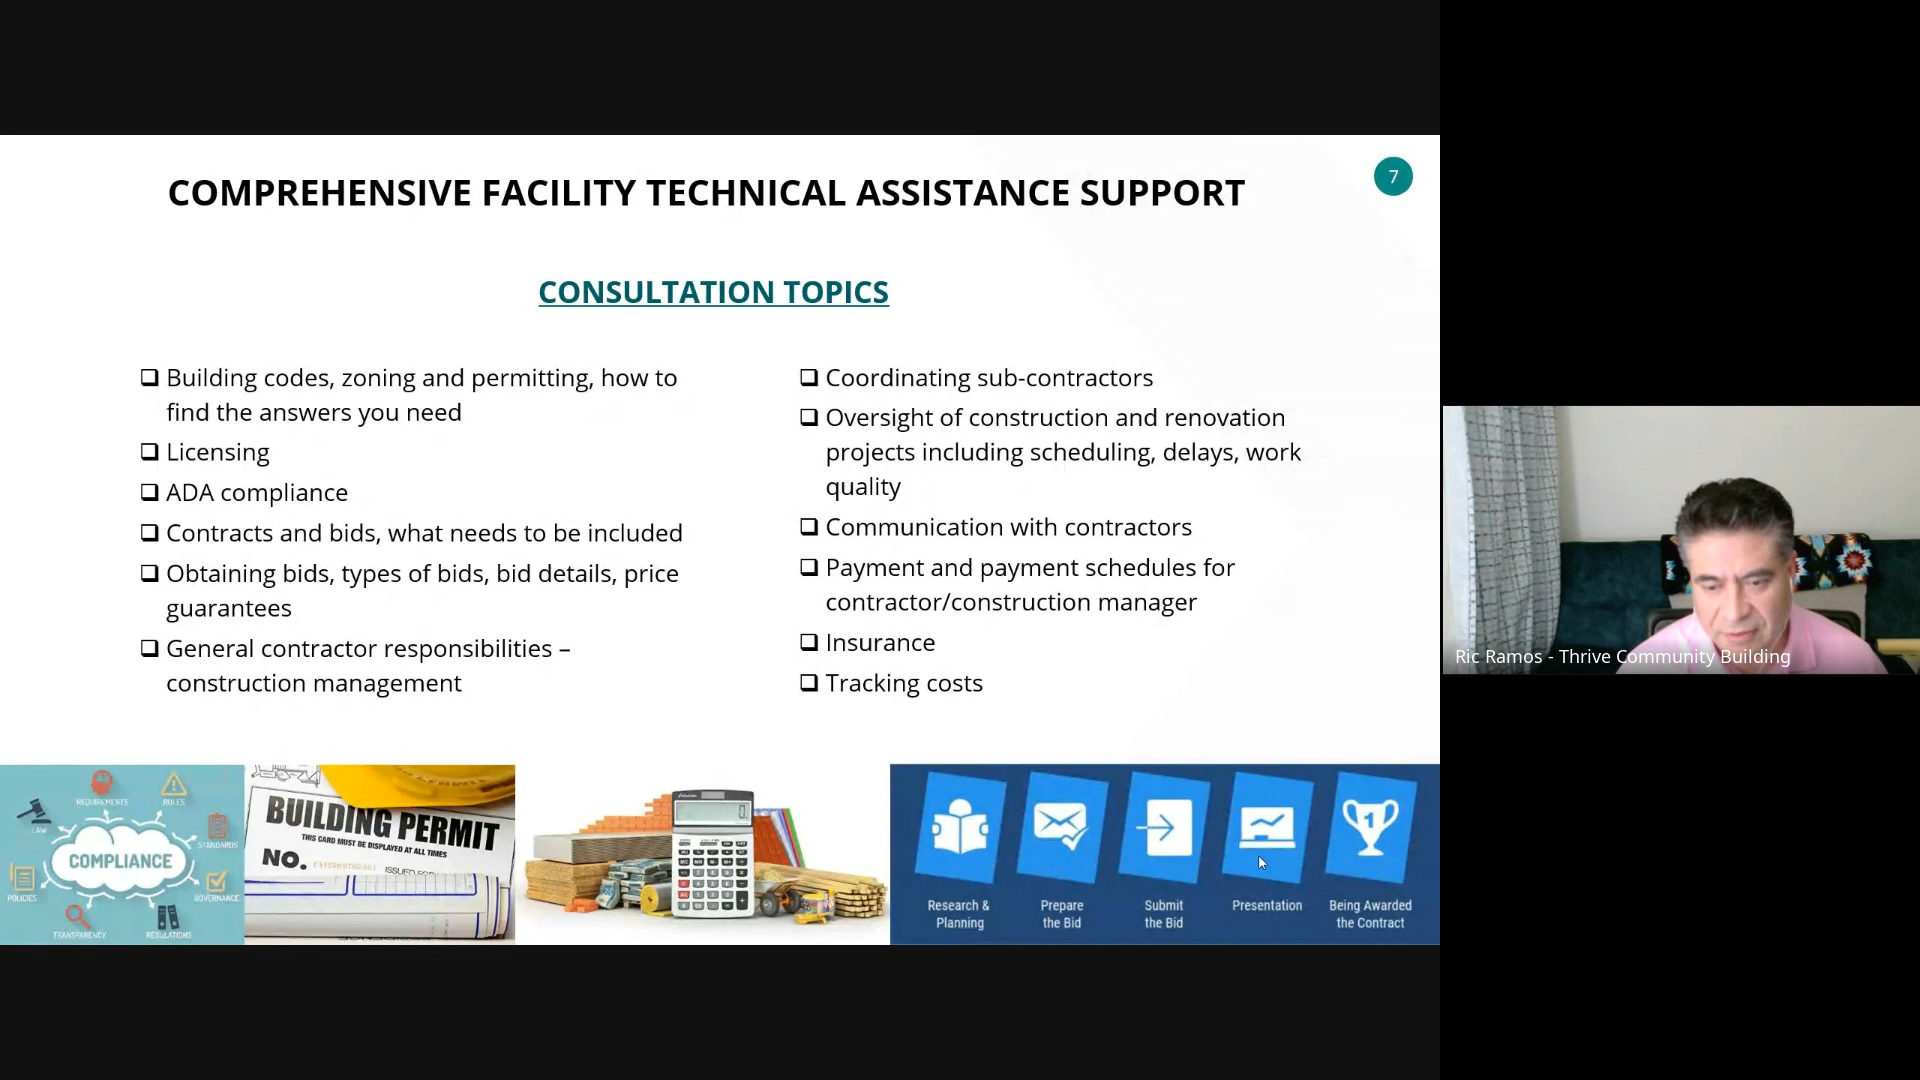 COMPREHENSIVE FACILITY TECHNICAL ASSISTANCE SUPPORT
7
CONSULTATION TOPICS
Building codes, zoning and permitting, how to
find the answers you need
Licensing
ADA compliance
Contracts and bids, what needs to be included
Obtaining bids, types of bids, bid details, price
guarantees
General contractor responsibilities –
construction management
Coordinating sub-contractors
Oversight of construction and renovation
projects including scheduling, delays, work
quality
Communication with contractors
Payment and payment schedules for
contractor/construction manager
Insurance
Tracking costs
Ric Ramos - Thrive Community Building
REQUIREMENTS
RULES
LAW
STANDARDS
COMPLIANCE
POLICIES
GOVERNANCE
TRANSPARENCY
REGULATIONS
BUILDING PERMIT
THIS CARD MUST BE DISPLAYED AT ALL TIMES
NO.
ISSUED FOR
0
Research &
Planning
Prepare
the Bid
Submit
the Bid
Presentation
1
Being Awarded
the Contract